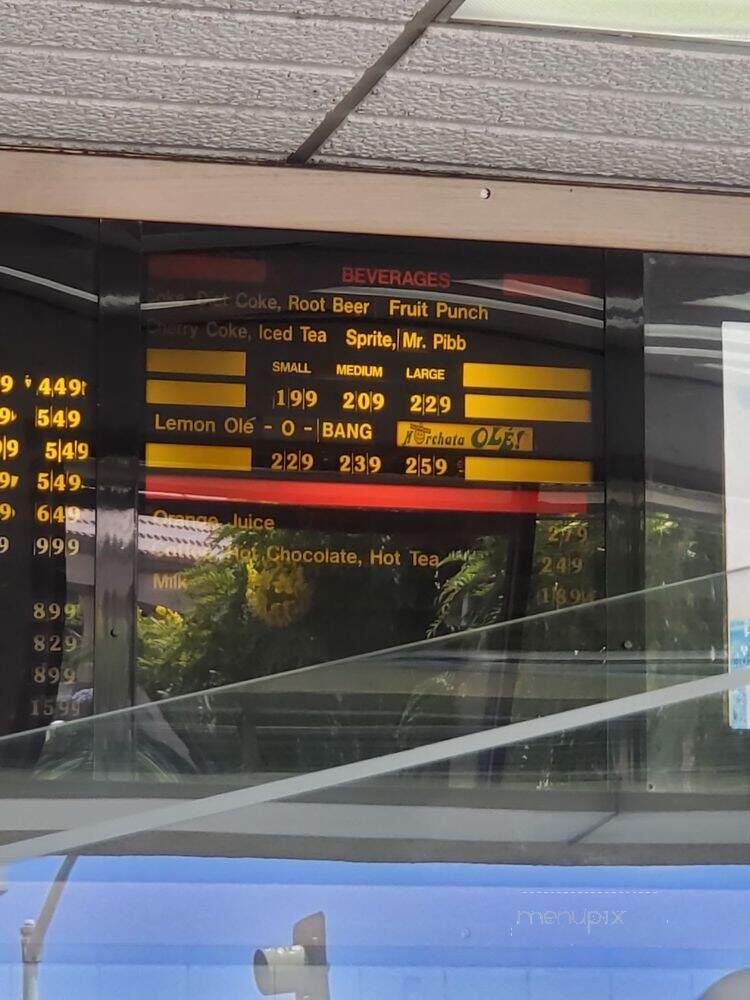 BEVERAGES
Coke, Diet Coke, Root Beer Fruit Punch
Cherry Coke, Iced Tea Sprite, Mr. Pibb
SMALL MEDIUM LARGE
199 209 229
Lemon Olé - O - BANG Horchata OLÉ!
229 239 259
Orange Juice 279
Coffee, Hot Chocolate, Hot Tea 249
Milk 189
449
549
549
549
649
999
899
829
899
1599
menupix